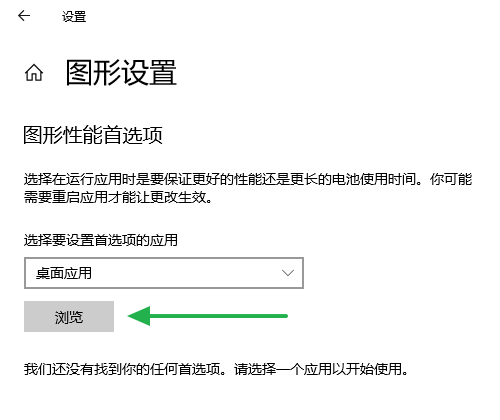 设置
图形设置
图形性能首选项
选择在运行应用时是要保证更好的性能还是更长的电池使用时间。你可能
需要重启应用才能让更改生效。
选择要设置首选项的应用
桌面应用
浏览
我们还没有找到你的任何首选项。请选择一个应用以开始使用。